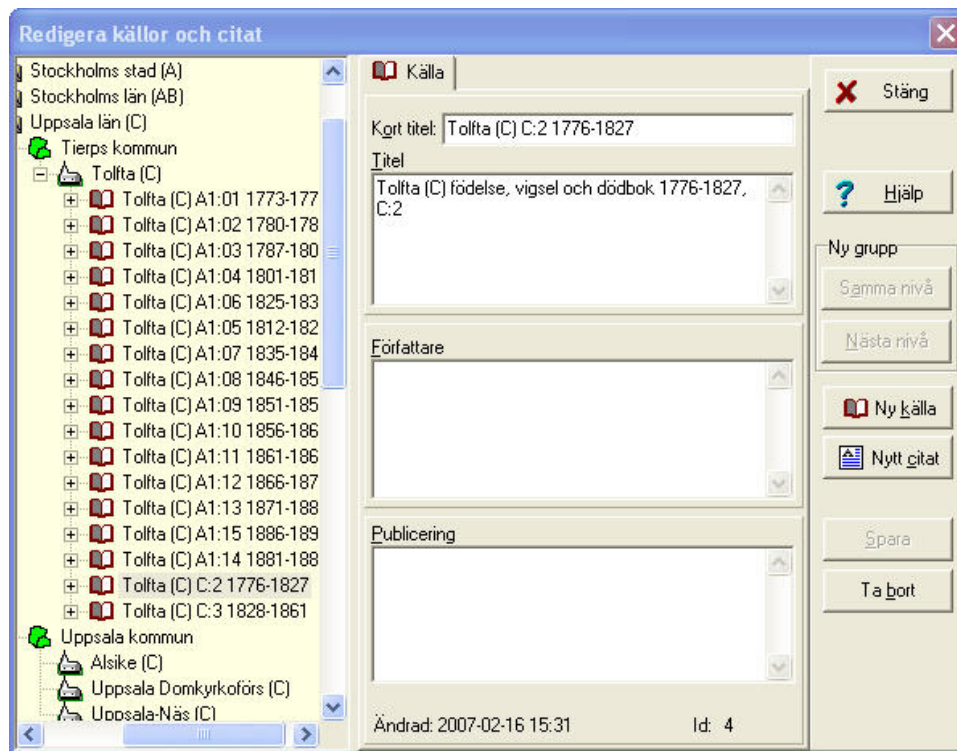 Redigera källor och citat
Stockholms stad (A)
Stockholms län (AB)
Uppsala län (C)
Tierps kommun
Tolfta (C)
Tolfta (C) A1:01 1773-177
Tolfta (C) A1:02 1780-178
Tolfta (C) A1:03 1787-180
Tolfta (C) A1:04 1801-181
Tolfta (C) A1:06 1825-183
Tolfta (C) A1:05 1812-182
Tolfta (C) A1:07 1835-184
Tolfta (C) A1:08 1846-185
Tolfta (C) A1:09 1851-185
Tolfta (C) A1:10 1856-186
Tolfta (C) A1:11 1861-186
Tolfta (C) A1:12 1866-187
Tolfta (C) A1:13 1871-188
Tolfta (C) A1:15 1886-189
Tolfta (C) A1:14 1881-188
Tolfta (C) C:2 1776-1827
Tolfta (C) C:3 1828-1861
Uppsala kommun
Alsike (C)
Uppsala Domkyrkoförs (C)
Uppsala-Näs (C)
Källa
Kort titel: Tolfta (C) C:2 1776-1827
Titel
Tolfta (C) födelse, vigsel och dödbok 1776-1827,
C:2
Författare
Publicering
Ändrad: 2007-02-16 15:31 Id: 4
Stäng
Hjälp
Ny grupp
Samma nivå
Nästa nivå
Ny källa
Nytt citat
Spara
Ta bort